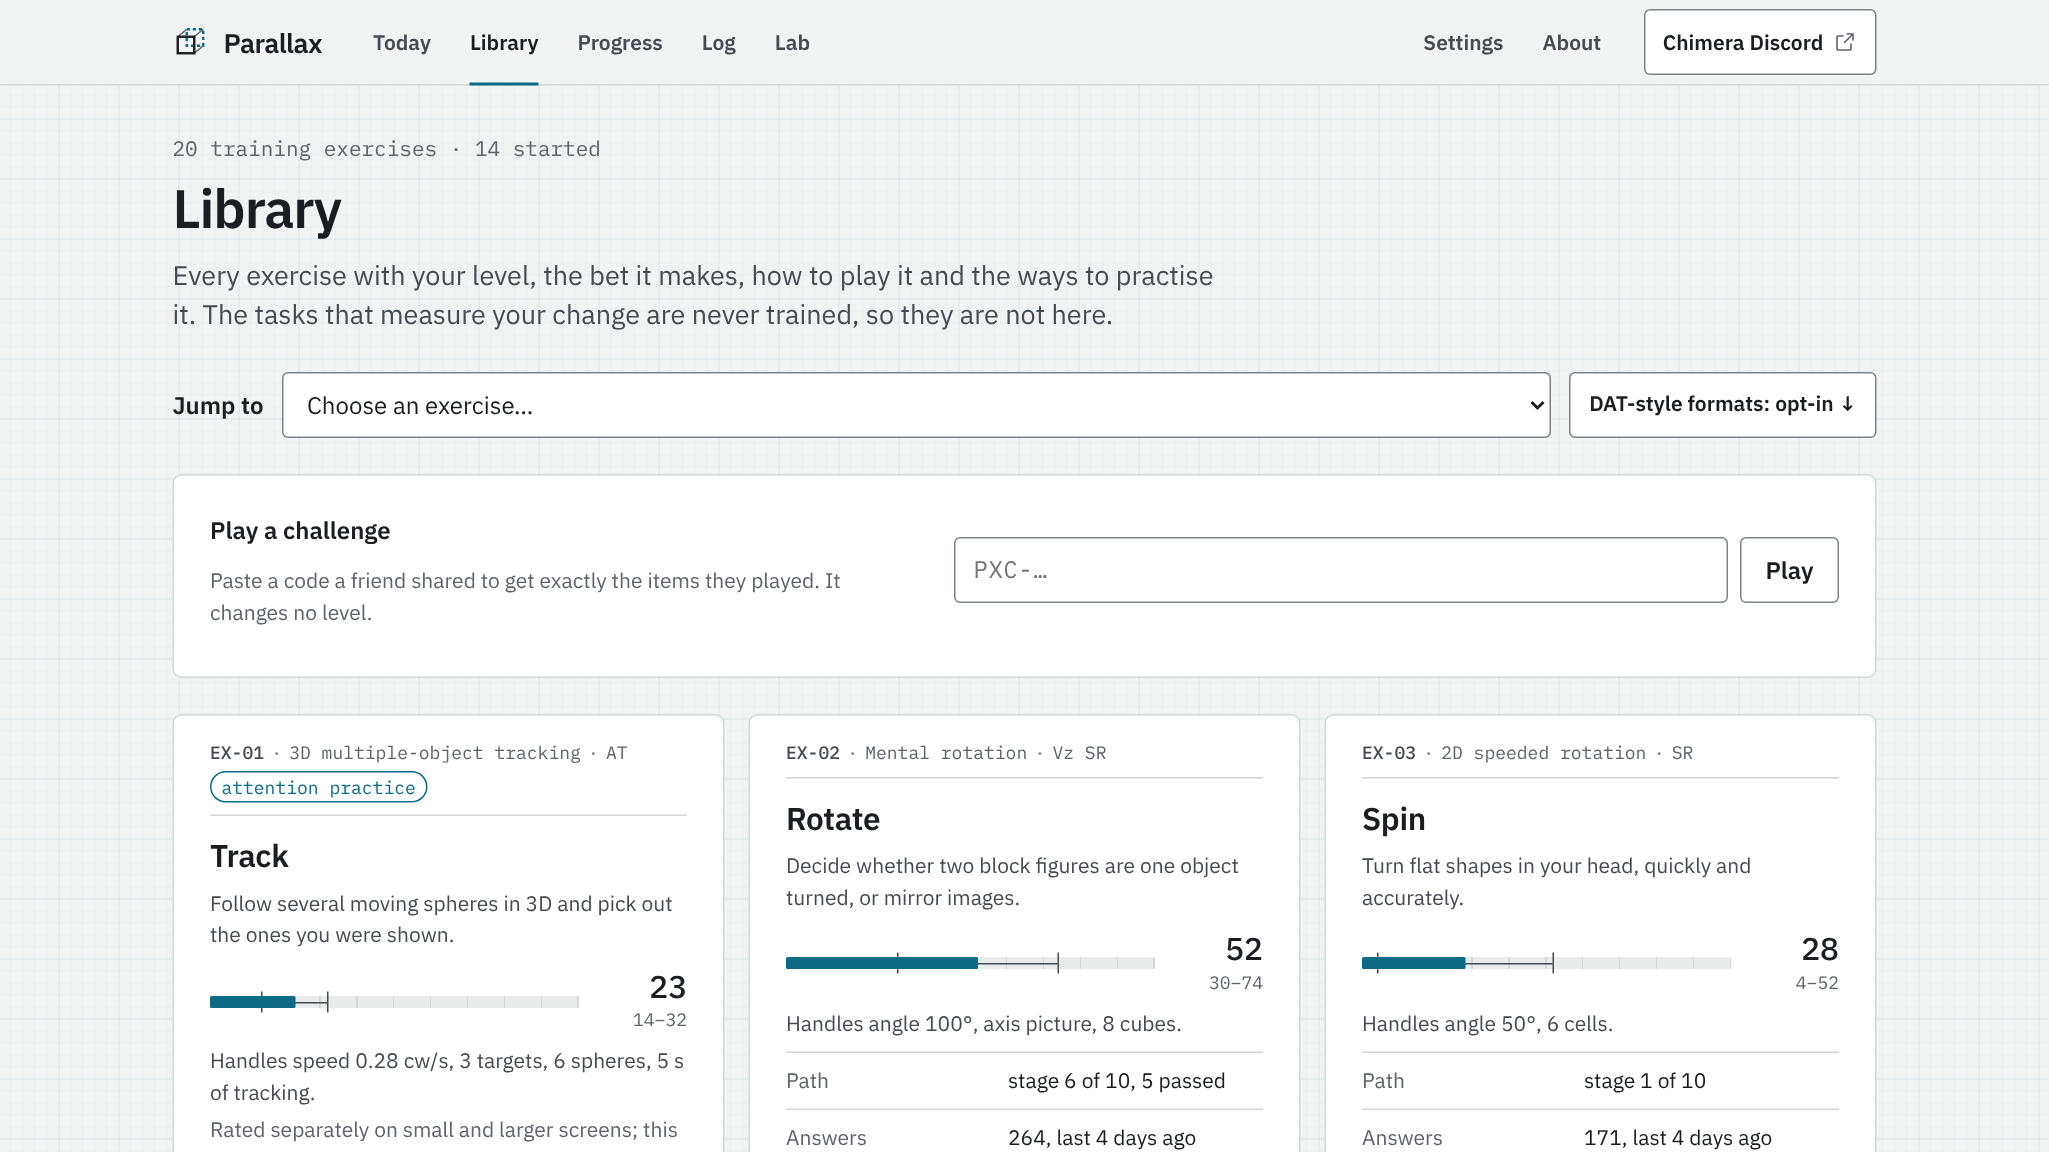 Parallax
Today
Library
Progress
Log
Lab
Settings
About
Chimera Discord
20 training exercises · 14 started
Library
Every exercise with your level, the bet it makes, how to play it and the ways to practise
it. The tasks that measure your change are never trained, so they are not here.
Jump to
Choose an exercise...
DAT-style formats: opt-in ↓
Play a challenge
Paste a code a friend shared to get exactly the items they played. It
changes no level.
PXC-…
Play
EX-01 · 3D multiple-object tracking · AT
attention practice
Track
Follow several moving spheres in 3D and pick out
the ones you were shown.
23
14–32
Handles speed 0.28 cw/s, 3 targets, 6 spheres, 5 s
of tracking.
Rated separately on small and larger screens; this
EX-02 · Mental rotation · Vz SR
Rotate
Decide whether two block figures are one object
turned, or mirror images.
52
30–74
Handles angle 100°, axis picture, 8 cubes.
Path stage 6 of 10, 5 passed
Answers 264, last 4 days ago
EX-03 · 2D speeded rotation · SR
Spin
Turn flat shapes in your head, quickly and
accurately.
28
4–52
Handles angle 50°, 6 cells.
Path stage 1 of 10
Answers 171, last 4 days ago